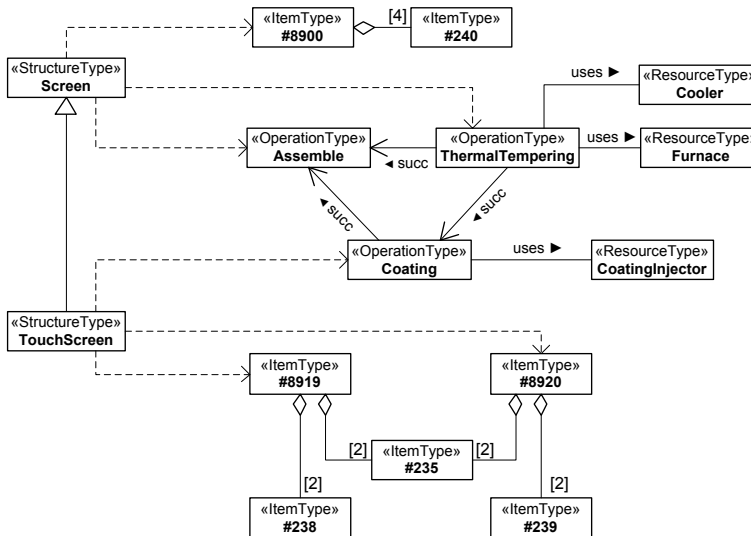 «ItemType»
#8900
[4]
«ItemType»
#240
«StructureType»
Screen
uses ►
«ResourceType»
Cooler
«OperationType»
Assemble
◄ succ
«OperationType»
ThermalTempering
uses ►
«ResourceType»
Furnace
◄ succ
◄ succ
«OperationType»
Coating
uses ►
«ResourceType»
CoatingInjector
«StructureType»
TouchScreen
«ItemType»
#8919
«ItemType»
#8920
[2]
«ItemType»
#235
[2]
[2]
«ItemType»
#238
[2]
«ItemType»
#239